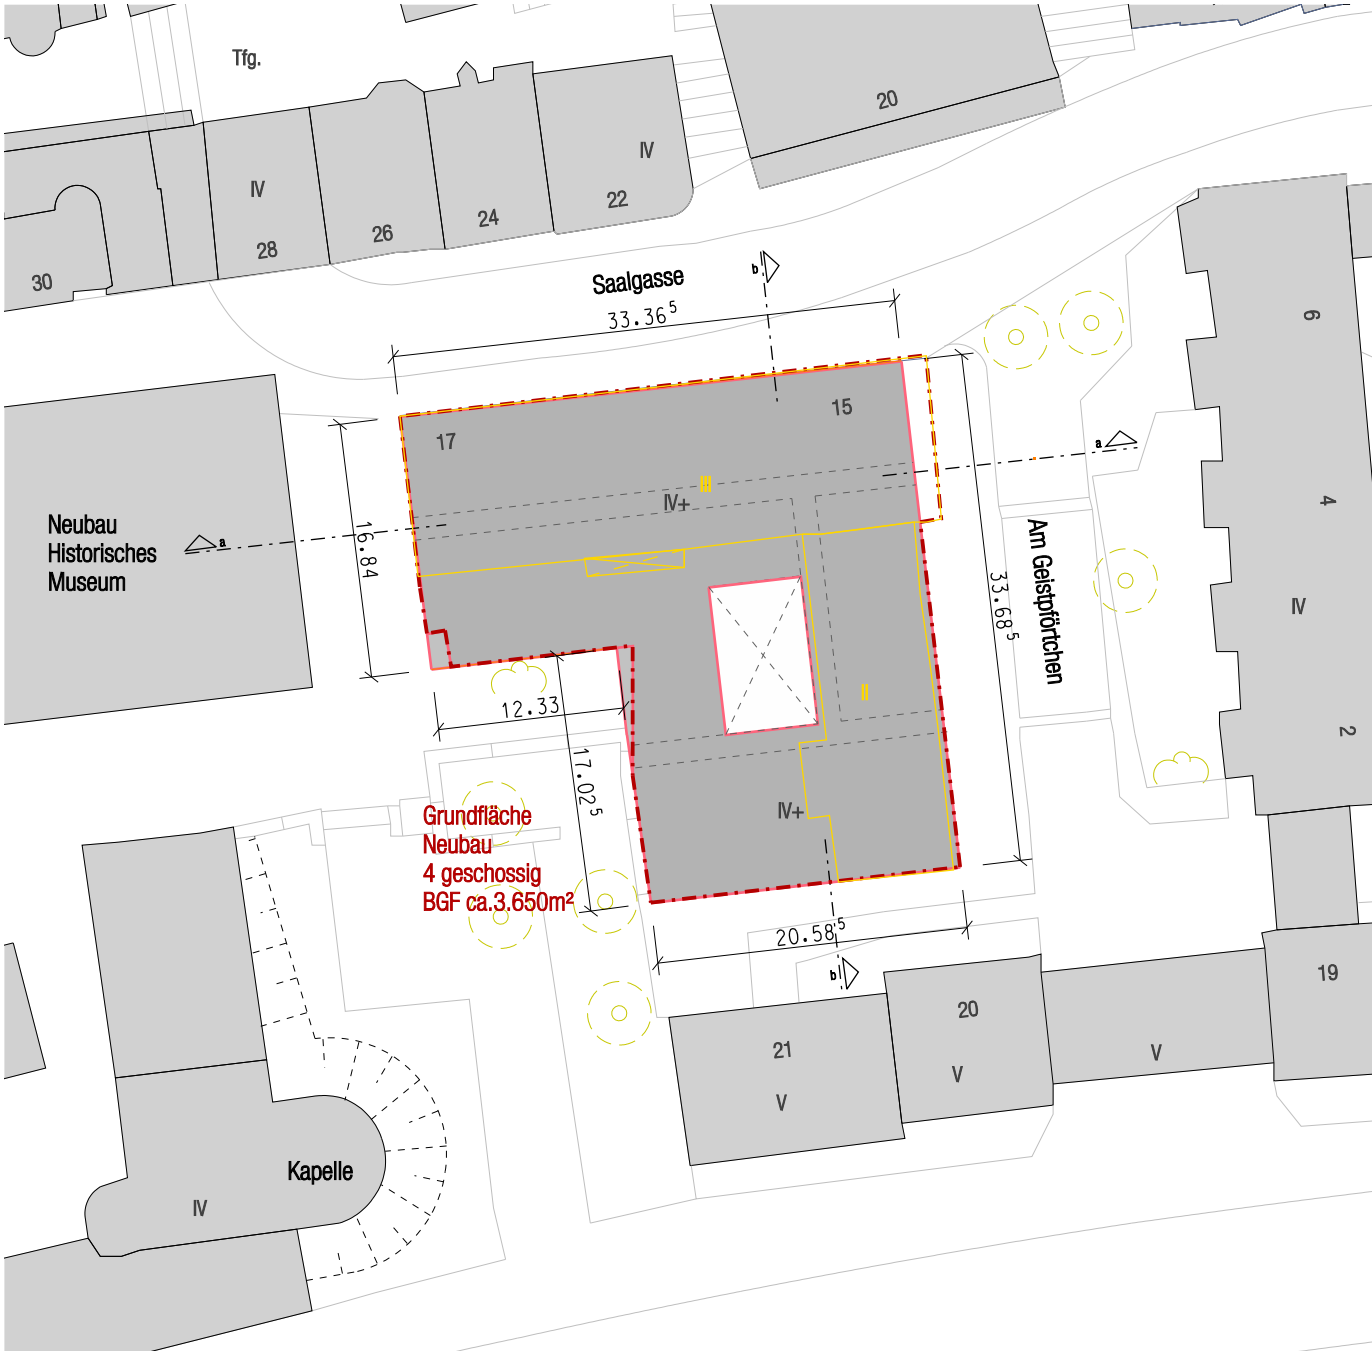 Tfg.
20
IV
IV
22
24
26
28
30
Saalgasse
b
33.36⁵
6
15
17
III
IV+
a
4
Neubau
Historisches
Museum
a
16.84
Am Geistpförtchen
33.68⁵
IV
12.33
II
2
17.02⁵
IV+
Grundfläche
Neubau
4 geschossig
BGF ca.3.650m²
20.58⁵
b
19
20
21
V
V
V
Kapelle
IV